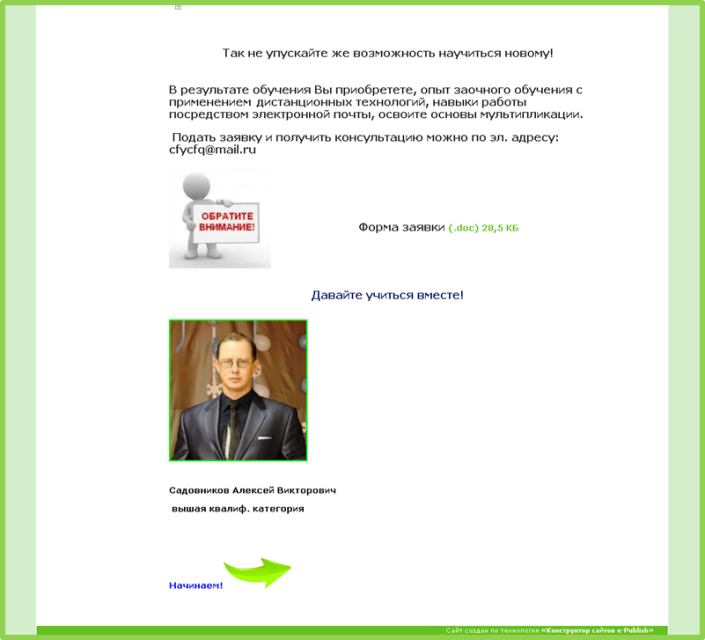 Так не упускайте же возможность научиться новому!
В результате обучения Вы приобретете, опыт заочного обучения с
применением дистанционных технологий, навыки работы
посредством электронной почты, освоите основы мультипликации.
Подать заявку и получить консультацию можно по эл. адресу:
cfycfq@mail.ru
ОБРАТИТЕ
ВНИМАНИЕ!
Форма заявки (.doc) 28,5 КБ
Давайте учиться вместе!
Садовников Алексей Викторович
вышая квалиф. категория
Начинаем!
Сайт создан по технологии «Конструктор сайтов e-Publish»